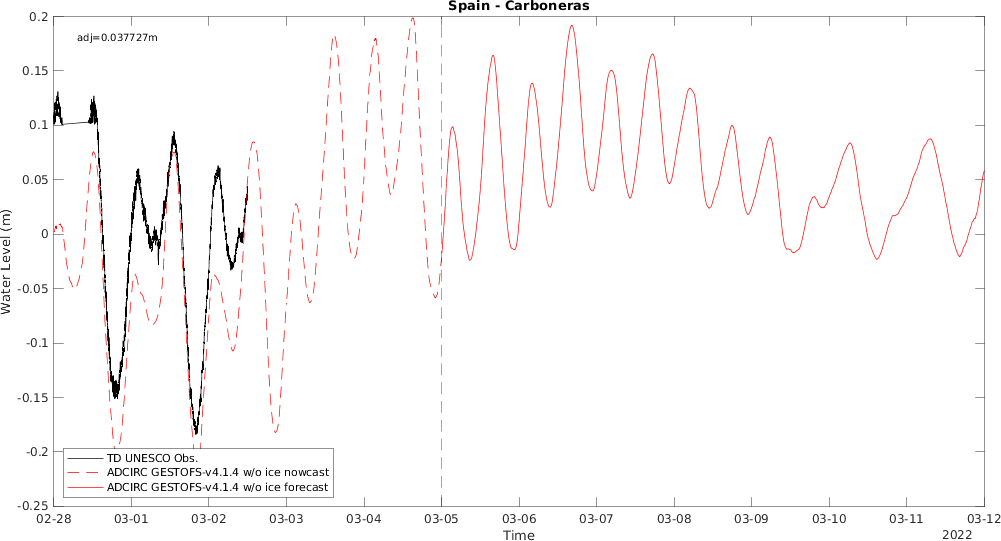 Spain - Carboneras
adj=0.037727m
0.2
0.15
0.1
0.05
0
-0.05
-0.1
-0.15
-0.2
-0.25
Water Level (m)
TD UNESCO Obs.
ADCIRC GESTOFS-v4.1.4 w/o ice nowcast
ADCIRC GESTOFS-v4.1.4 w/o ice forecast
02-28 03-01 03-02 03-03 03-04 03-05 03-06 03-07 03-08 03-09 03-10 03-11 03-12
Time
2022